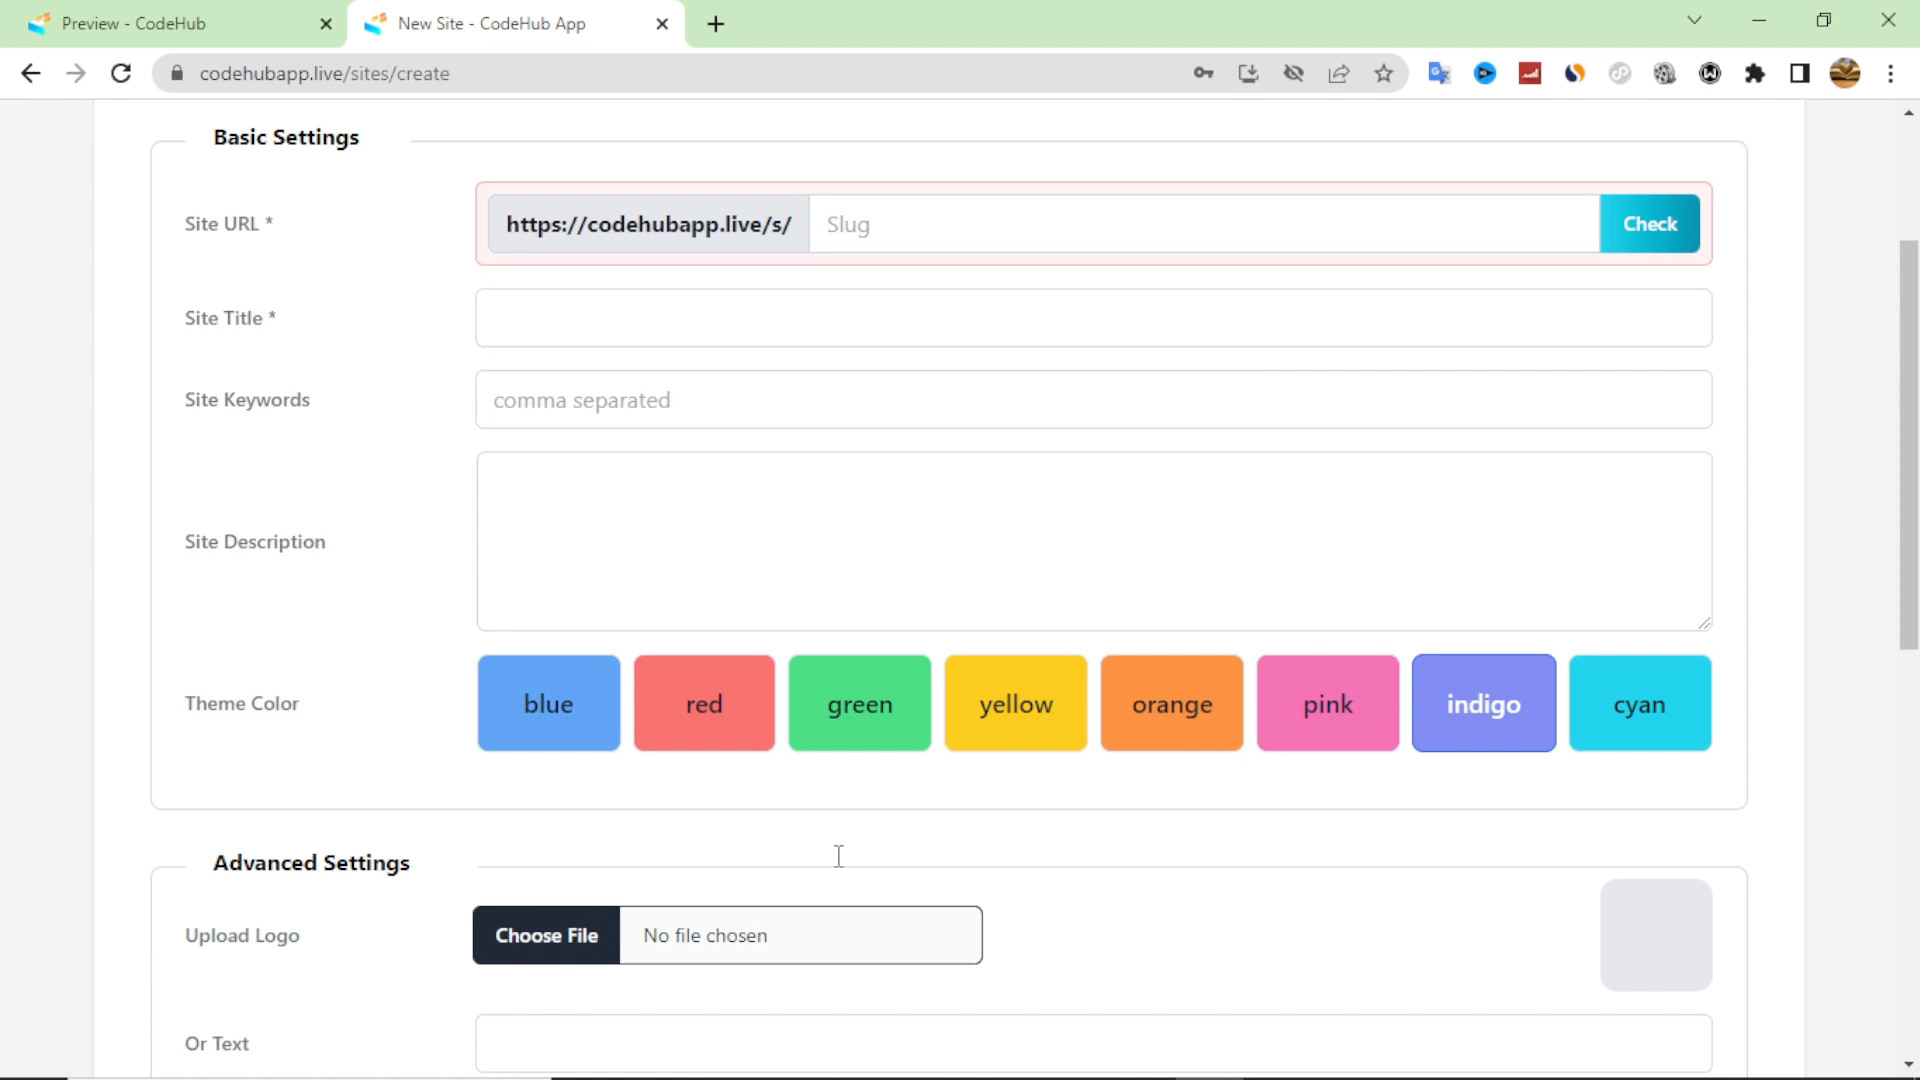 Preview - CodeHub
New Site - CodeHub App
codehubapp.live/sites/create
Basic Settings
Site URL *
https://codehubapp.live/s/
Slug
Check
Site Title *
Site Keywords
comma separated
Site Description
Theme Color
blue
red
green
yellow
orange
pink
indigo
cyan
Advanced Settings
Upload Logo
Choose File
No file chosen
Or Text